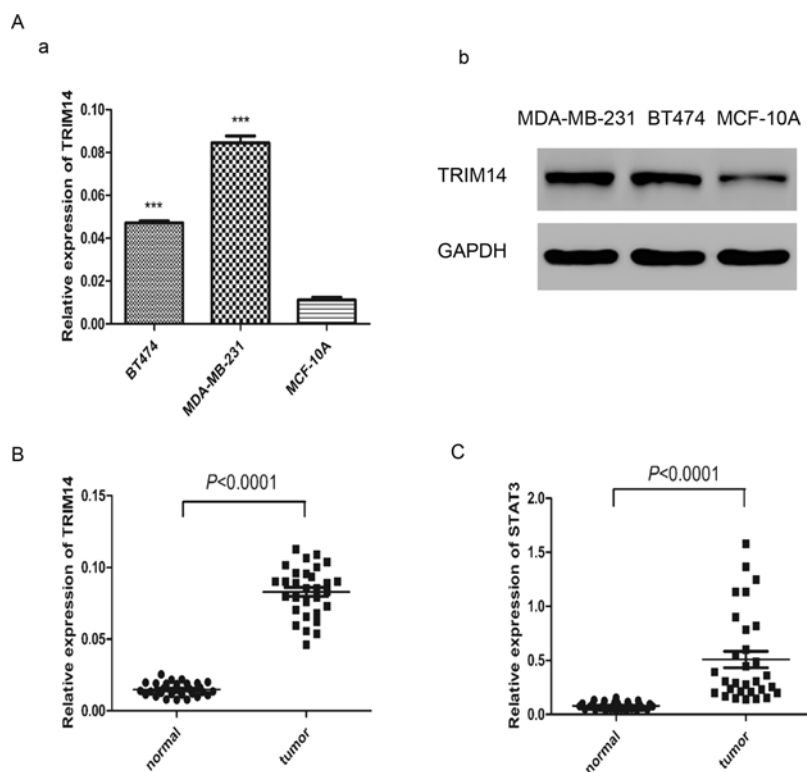 A
a
Relative expression of TRIM14
0.10
0.08
0.06
0.04
0.02
0.00
***
***
BT474
MDA-MB-231
MCF-10A
b
MDA-MB-231 BT474 MCF-10A
TRIM14
GAPDH
B
P<0.0001
Relative expression of TRIM14
0.15
0.10
0.05
0.00
normal
tumor
C
P<0.0001
Relative expression of STAT3
2.0
1.5
1.0
0.5
0.0
normal
tumor